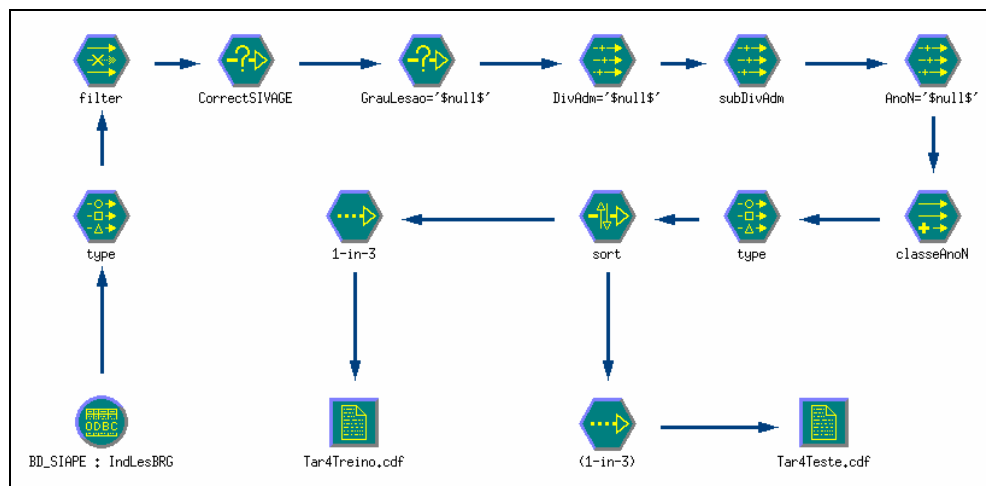 filter
CorrectSIVAGE
GrauLesao='$null$'
DivAdm='$null$'
subDivAdm
AnoN='$null$'
type
1-in-3
sort
type
classeAnoN
ODBC
BD_SIAPE : IndLesBRG
Tar4Treino.cdf
(1-in-3)
Tar4Teste.cdf